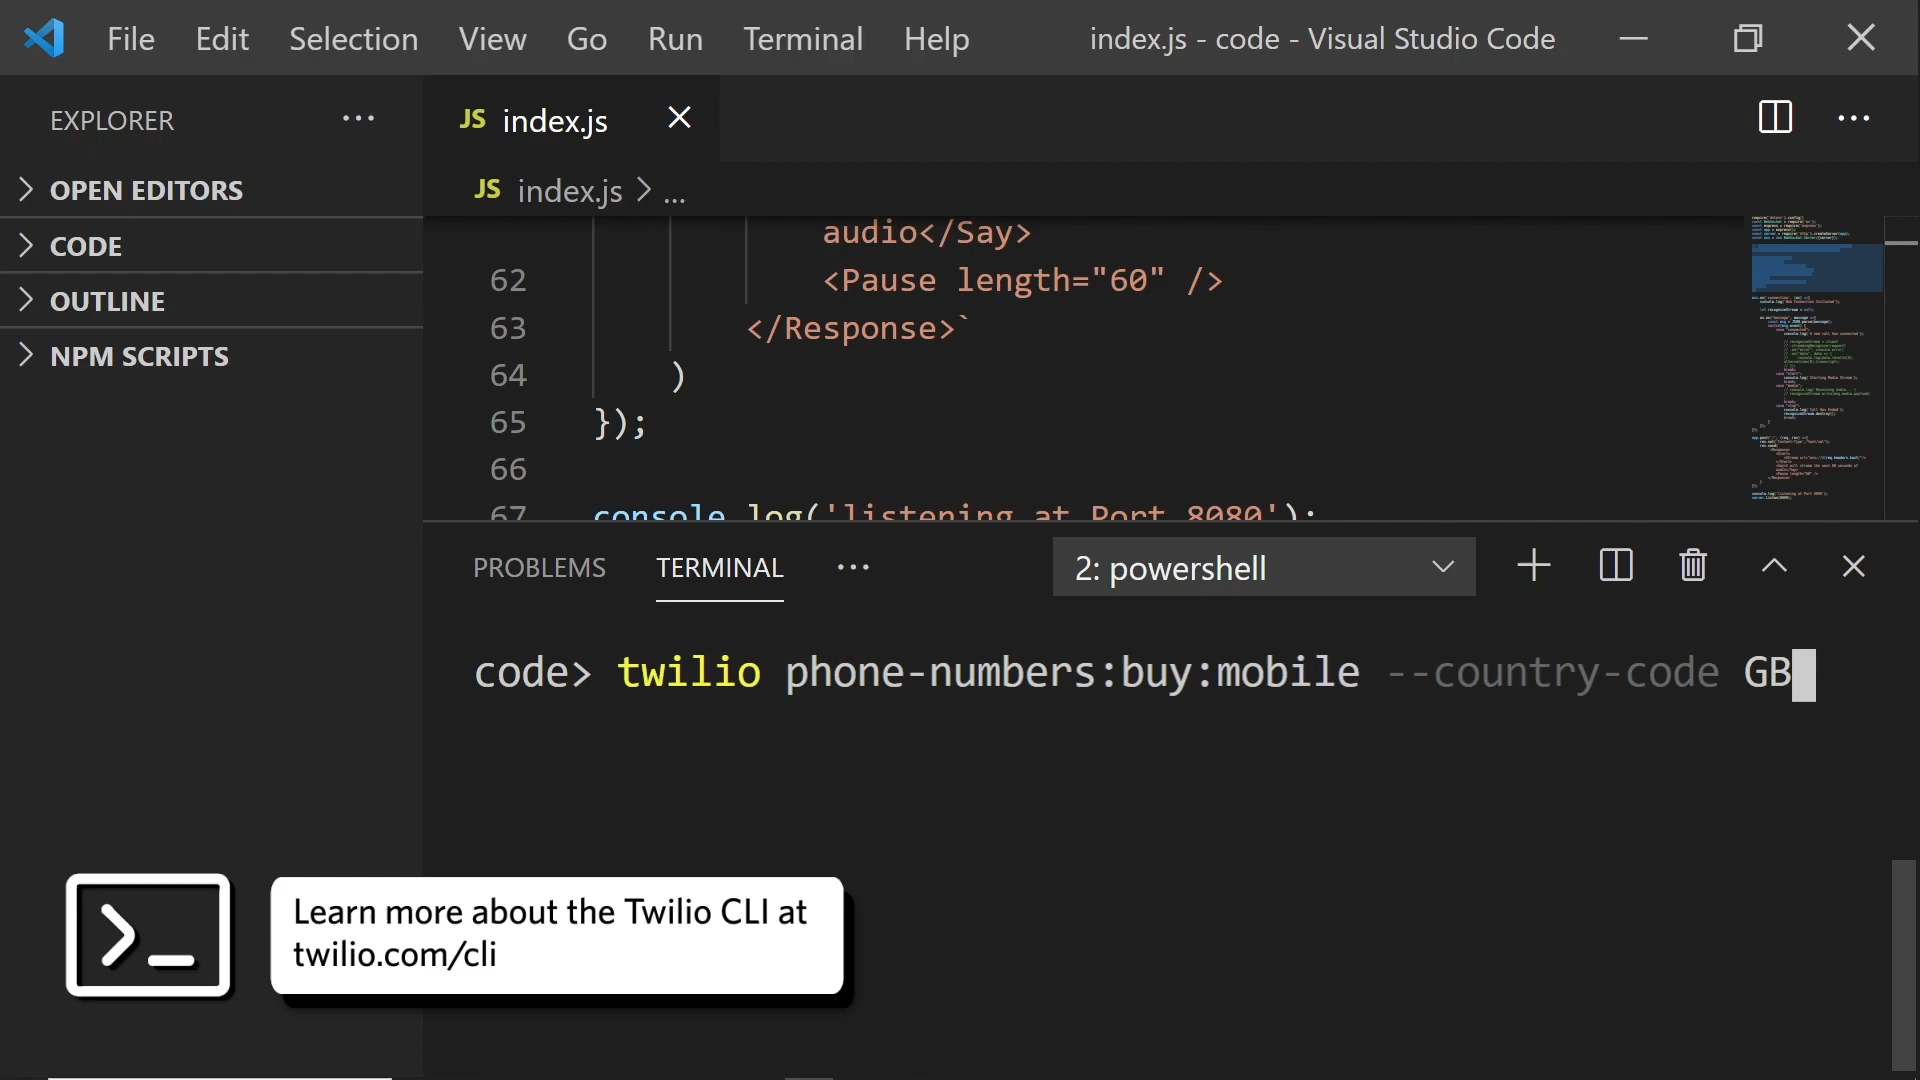 File Edit Selection View Go Run Terminal Help index.js - code - Visual Studio Code
EXPLORER ...
OPEN EDITORS
CODE
OUTLINE
NPM SCRIPTS
JS index.js
JS index.js > ...
audio</Say>
62 <Pause length="60" />
63 </Response>`
64 )
65 });
66
67 console.log('listening at Port 8080');
PROBLEMS TERMINAL ... 2: powershell
code> twilio phone-numbers:buy:mobile --country-code GB
Learn more about the Twilio CLI at
twilio.com/cli